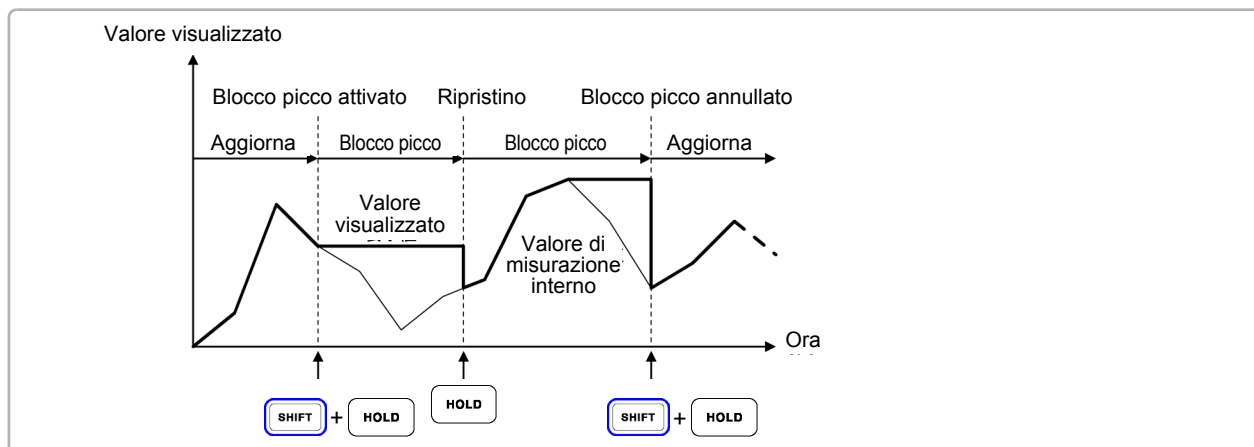 Valore visualizzato
Blocco picco attivato Ripristino Blocco picco annullato
Aggiorna Blocco picco Blocco picco Aggiorna
Valore
visualizzato
Valore di
misurazione
interno
Ora
SHIFT + HOLD HOLD SHIFT + HOLD